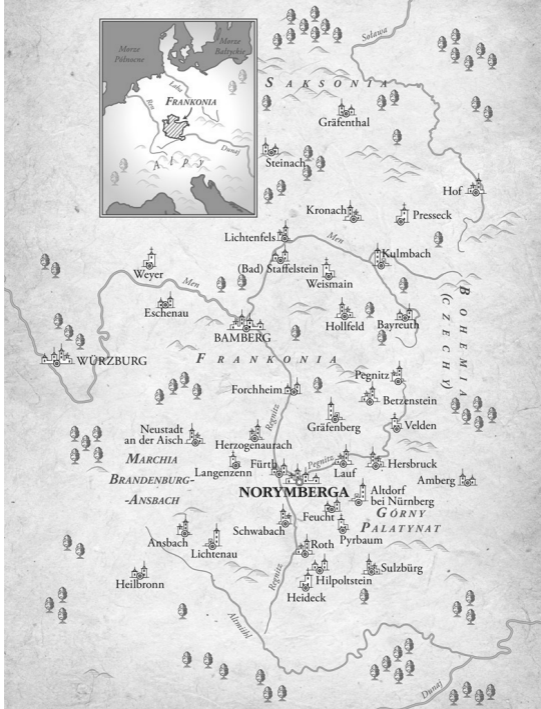 Morze
Północne
Morze
Bałtyckie
Łaba
Ren
FRANKONIA
Dunaj
Alpy
Soława
SAKSONIA
Gräfenthal
Steinach
Hof
Kronach
Presseck
Lichtenfels
Men
Kulmbach
(Bad) Staffelstein
Weismain
Weyer
Men
Eschenau
Hollfeld
Bayreuth
BOHEMIA
(CZECHY)
BAMBERG
WÜRZBURG
FRANKONIA
Pegnitz
Forchheim
Betzenstein
Regnitz
Gräfenberg
Velden
Neustadt
an der Aisch
Herzogenaurach
MARCHIA
BRANDENBURG-
-ANSBACH
Langenzenn
Fürth
Pegnitz
Lauf
Hersbruck
Amberg
NORYMBERGA
Altdorf
bei Nürnberg
Feucht
GÓRNY
PALATYNAT
Schwabach
Pyrbaum
Ansbach
Lichtenau
Roth
Sulzbürg
Heilbronn
Regnitz
Hilpoltstein
Heideck
Altmühl
Dunaj